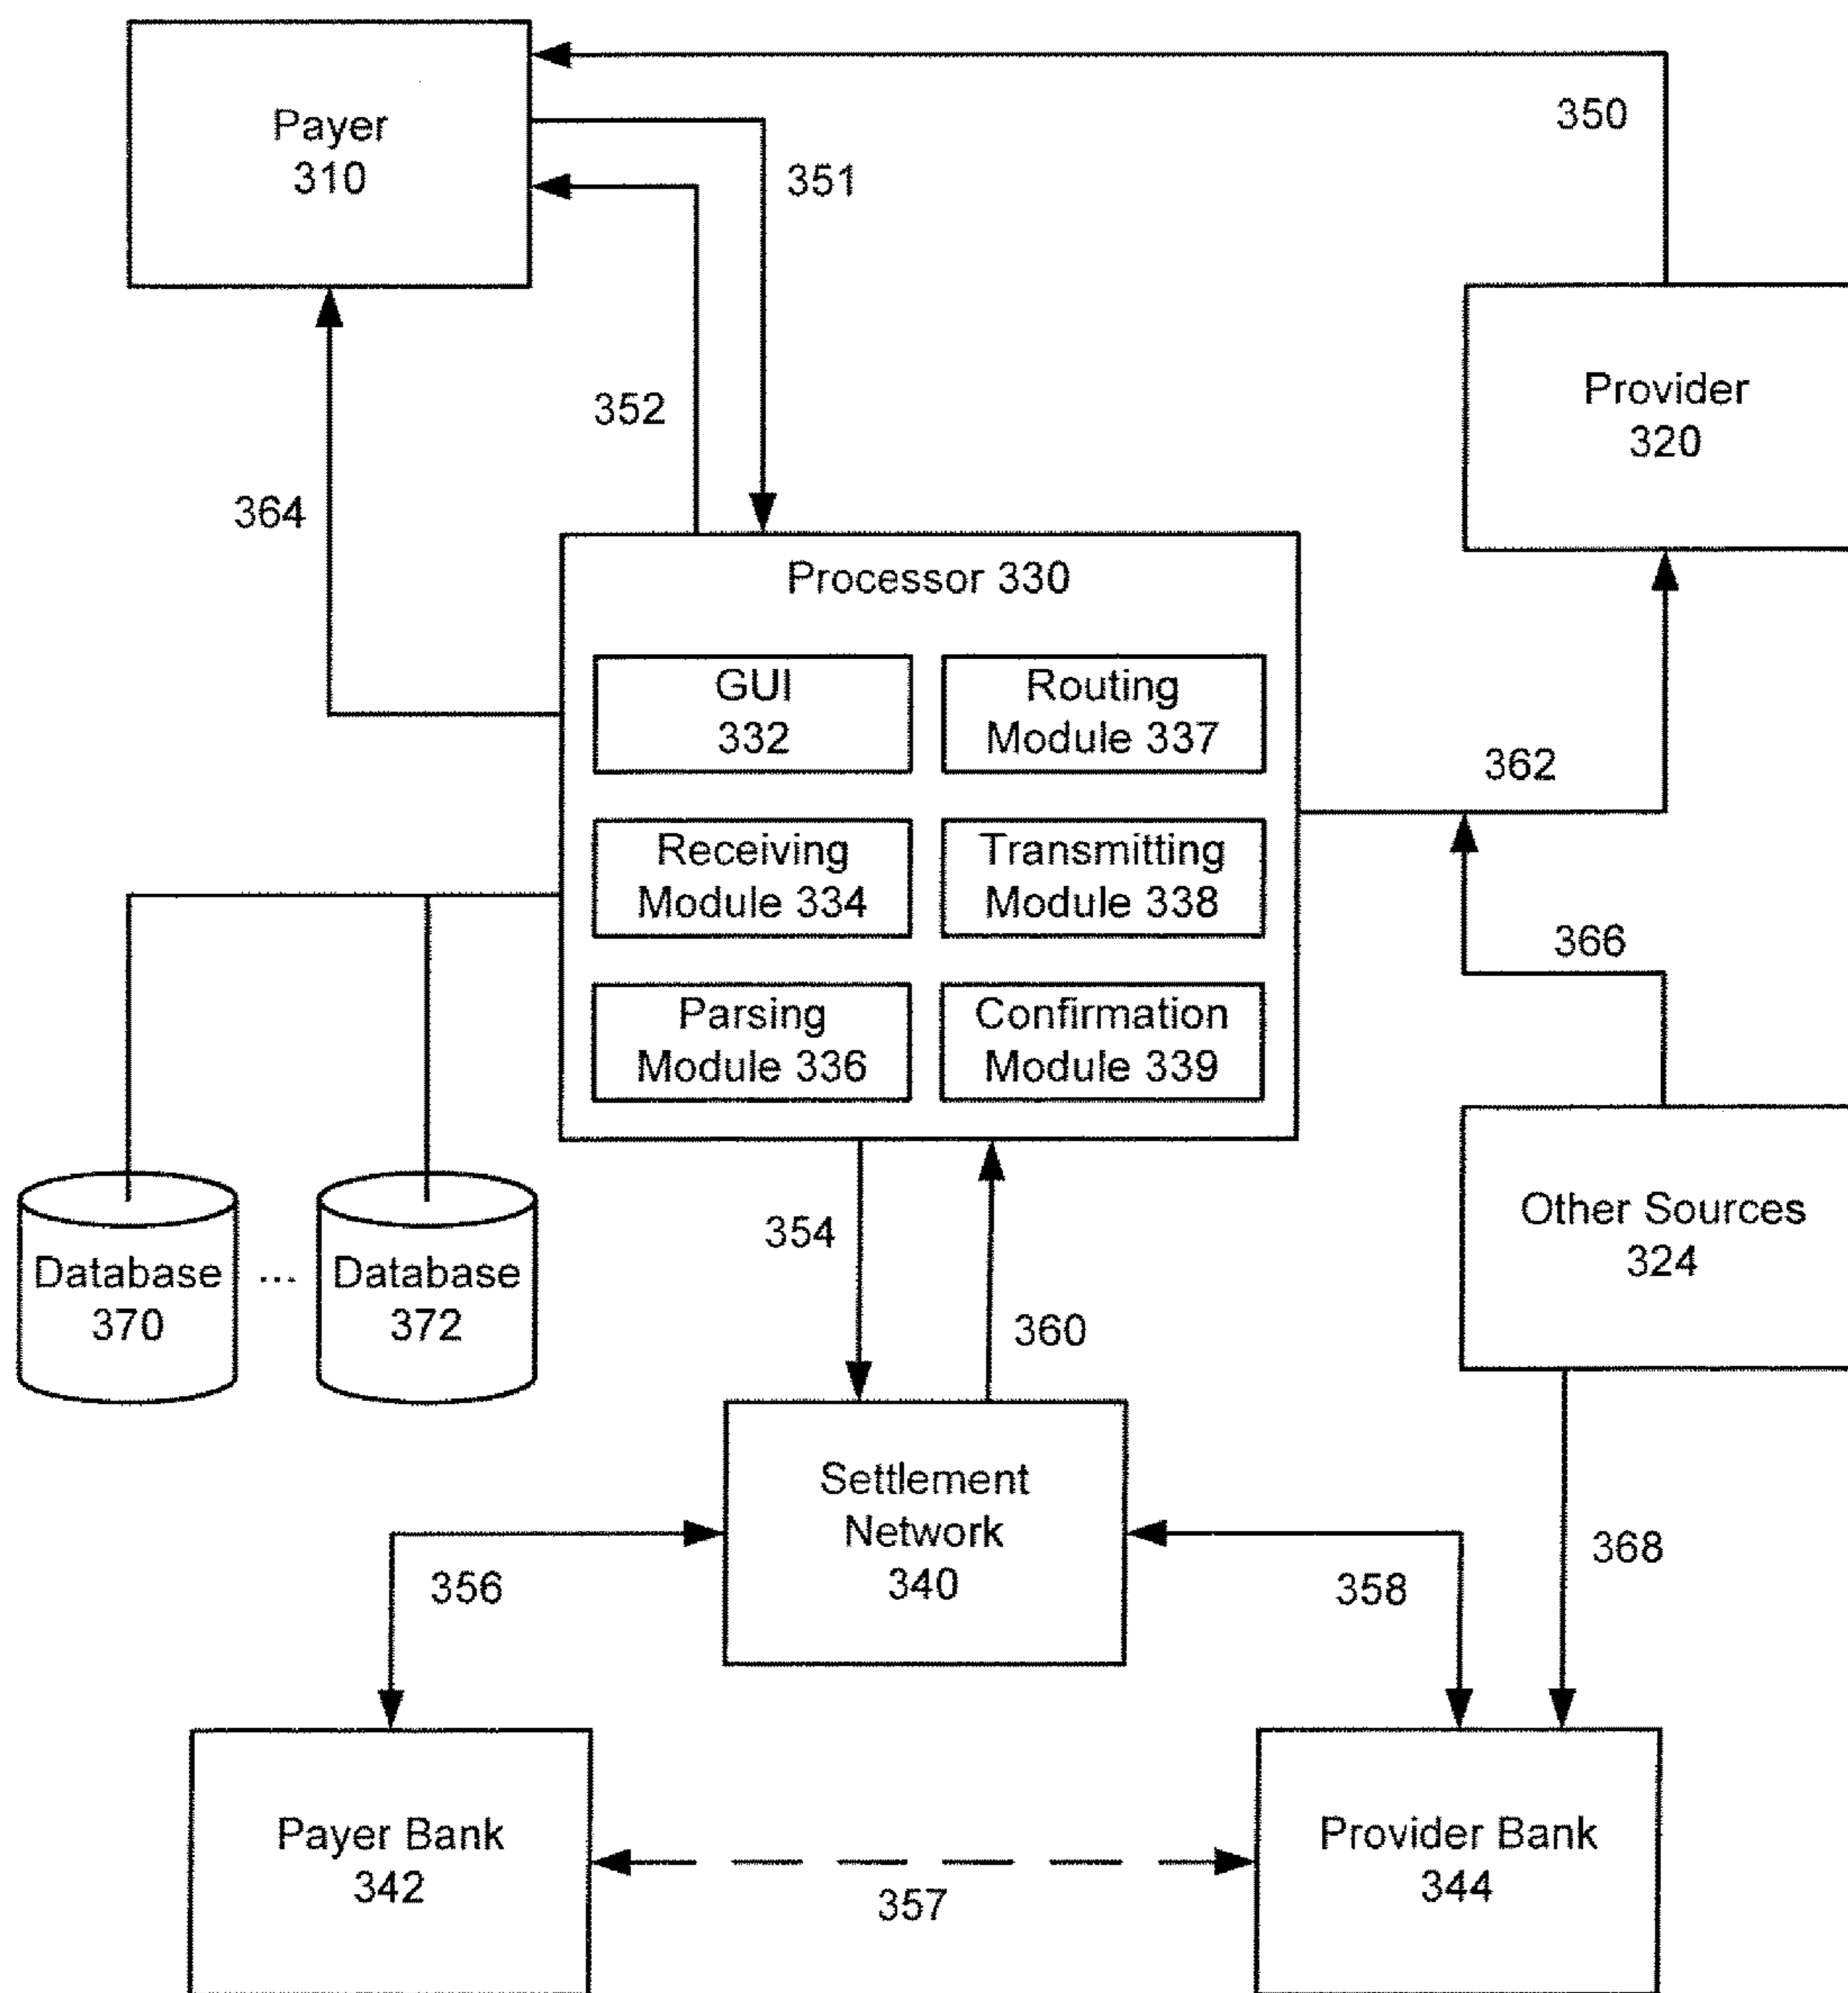 Payer
310
350
351
352
Provider
320
364
Processor 330
GUI
332
Routing
Module 337
362
Receiving
Module 334
Transmitting
Module 338
366
Parsing
Module 336
Confirmation
Module 339
Database
370
...
Database
372
354
360
Other Sources
324
Settlement
Network
340
356
358
368
Payer Bank
342
357
Provider Bank
344